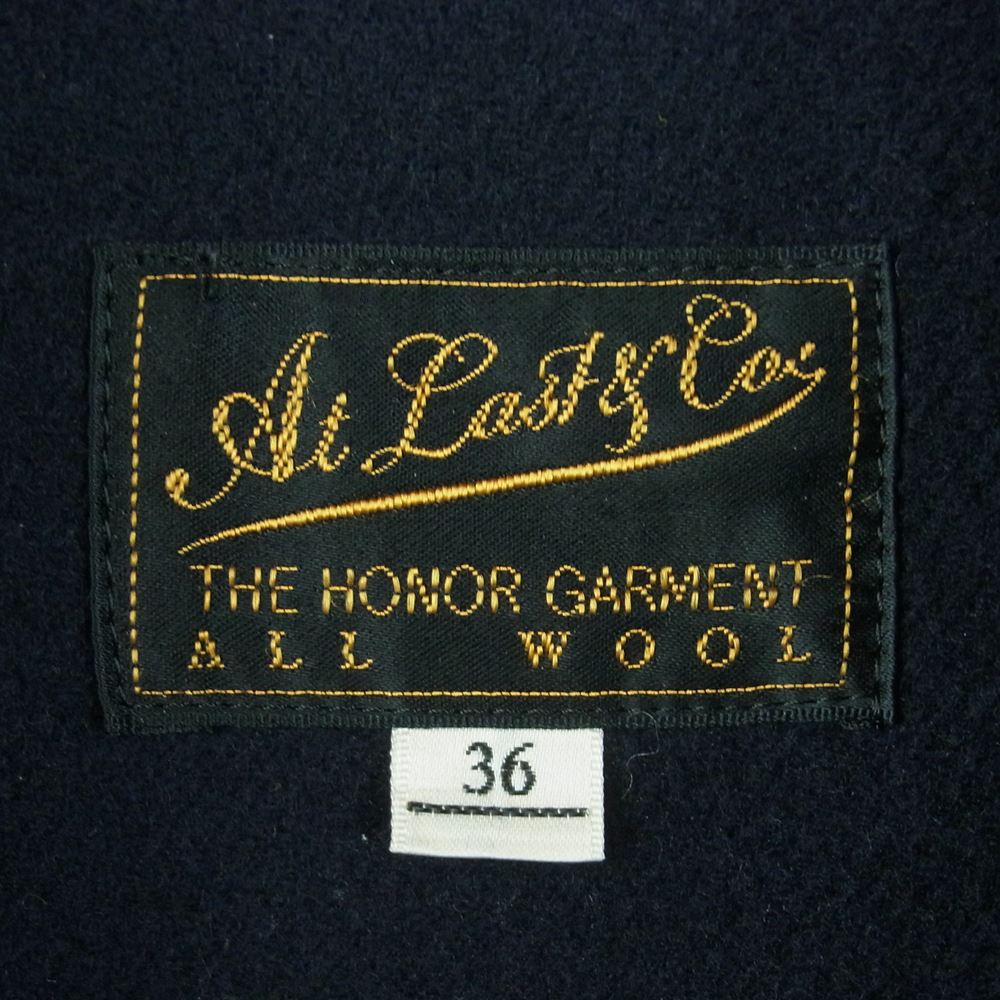 At Last & Co.
THE HONOR GARMENT
ALL WOOL
36